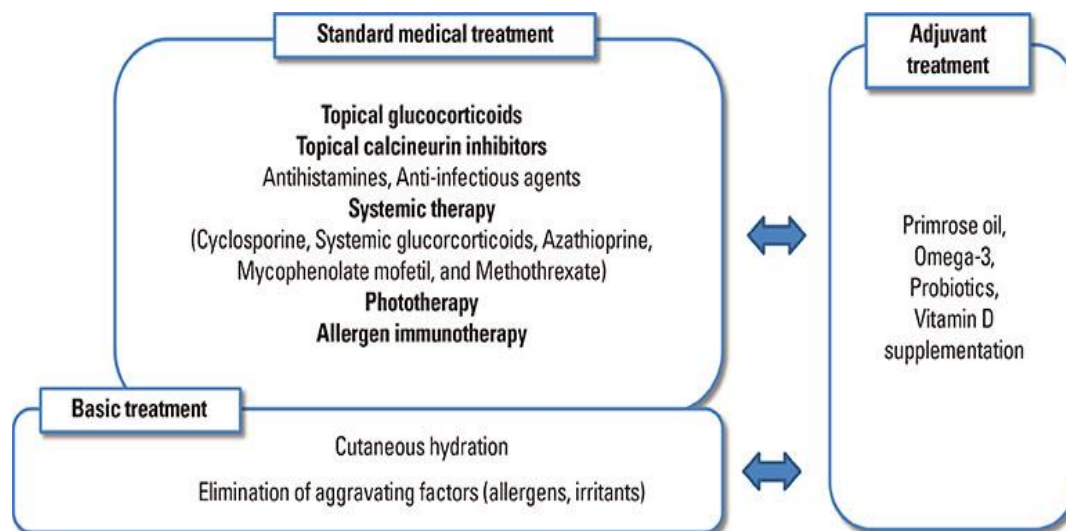 Standard medical treatment
Topical glucocorticoids
Topical calcineurin inhibitors
Antihistamines, Anti-infectious agents
Systemic therapy
(Cyclosporine, Systemic glucorcorticoids, Azathioprine,
Mycophenolate mofetil, and Methothrexate)
Phototherapy
Allergen immunotherapy
Basic treatment
Cutaneous hydration
Elimination of aggravating factors (allergens, irritants)
Adjuvant
treatment
Primrose oil,
Omega-3,
Probiotics,
Vitamin D
supplementation